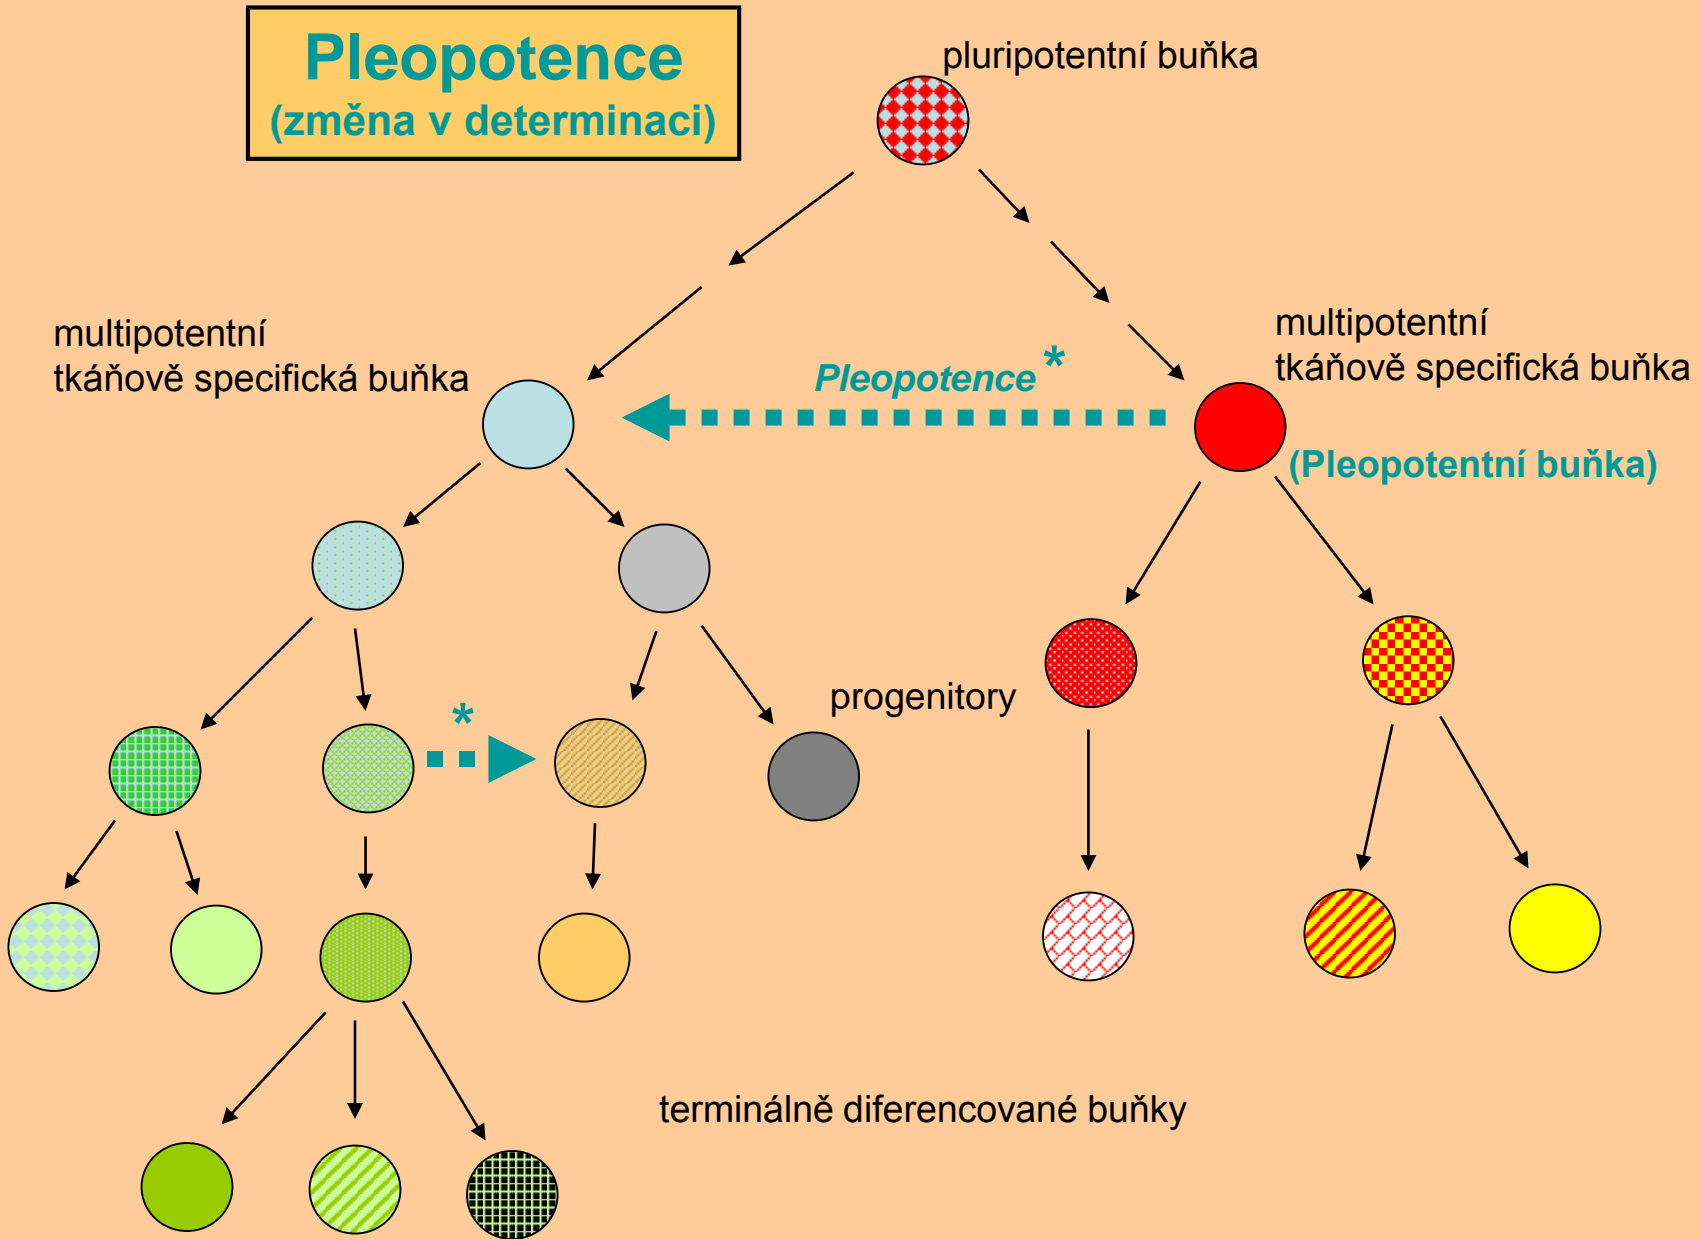 Pleopotence
(změna v determinaci)
pluripotentní buňka
multipotentní
tkáňově specifická buňka
Pleopotence *
multipotentní
tkáňově specifická buňka
(Pleopotentní buňka)
*
progenitory
terminálně diferencované buňky